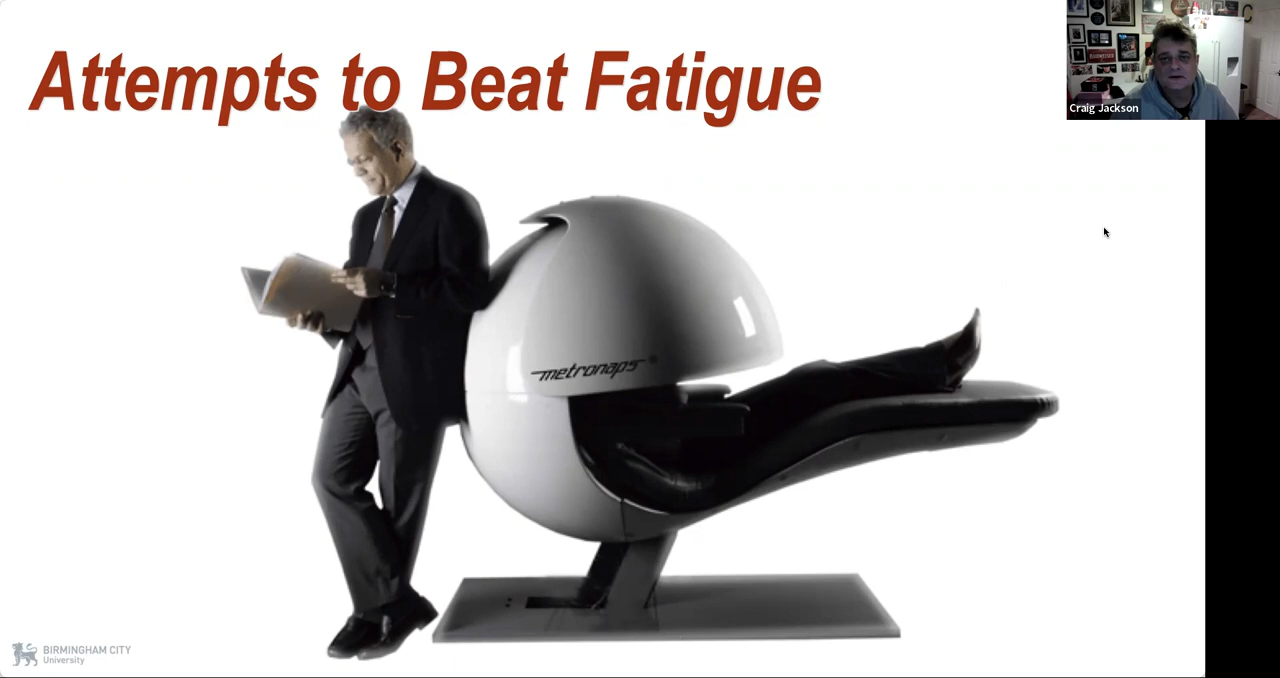 Attempts to Beat Fatigue
Craig Jackson
metronaps®
BIRMINGHAM CITY
University